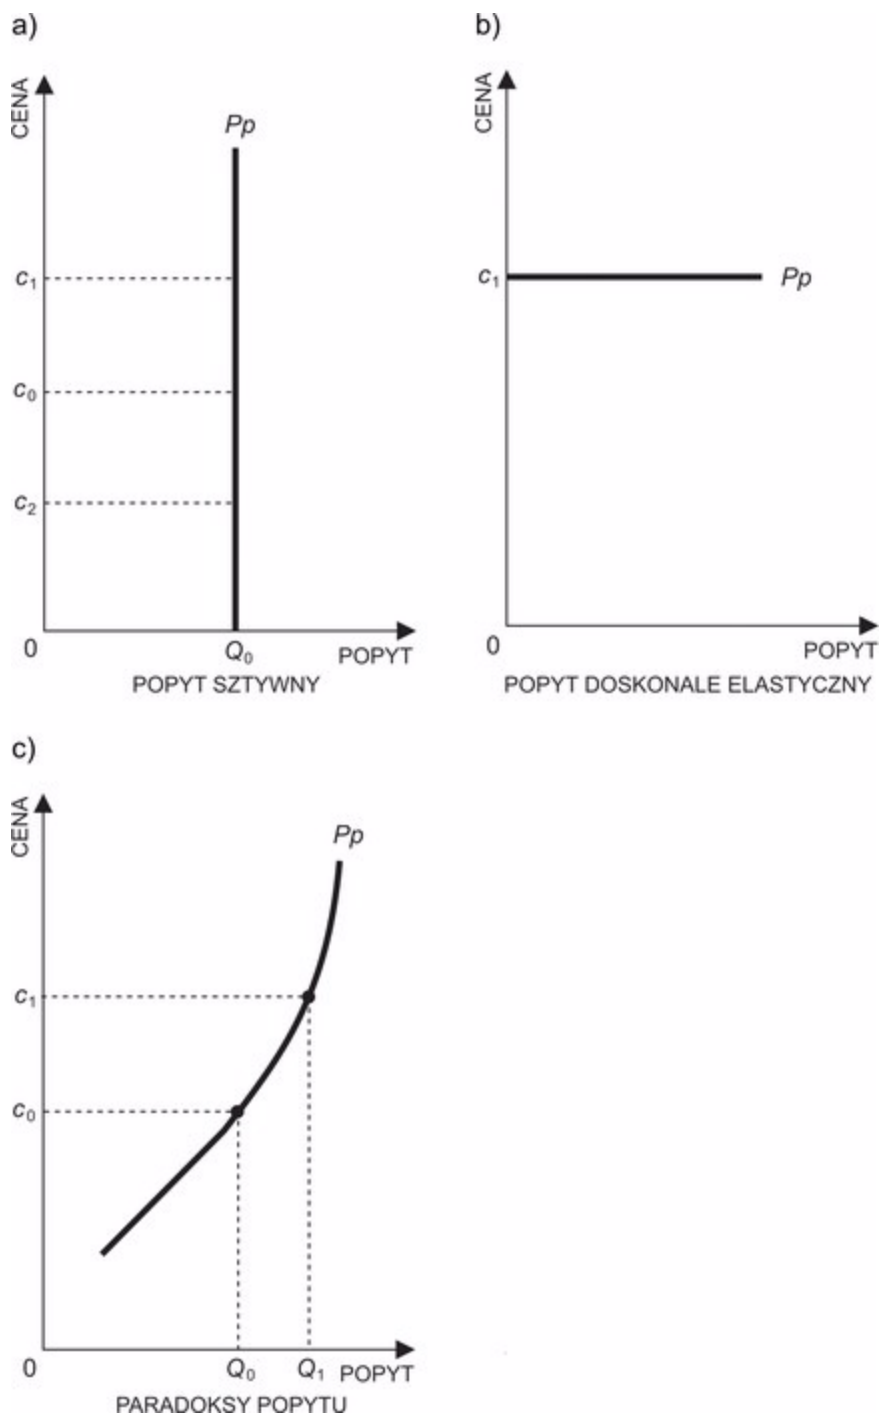 a)
CENA
Pp
c1
c0
c2
0
Q0
POPYT
POPYT SZTYWNY
b)
CENA
c1
Pp
0
POPYT
POPYT DOSKONALE ELASTYCZNY
c)
CENA
Pp
c1
c0
0
Q0
Q1
POPYT
PARADOKSY POPYTU